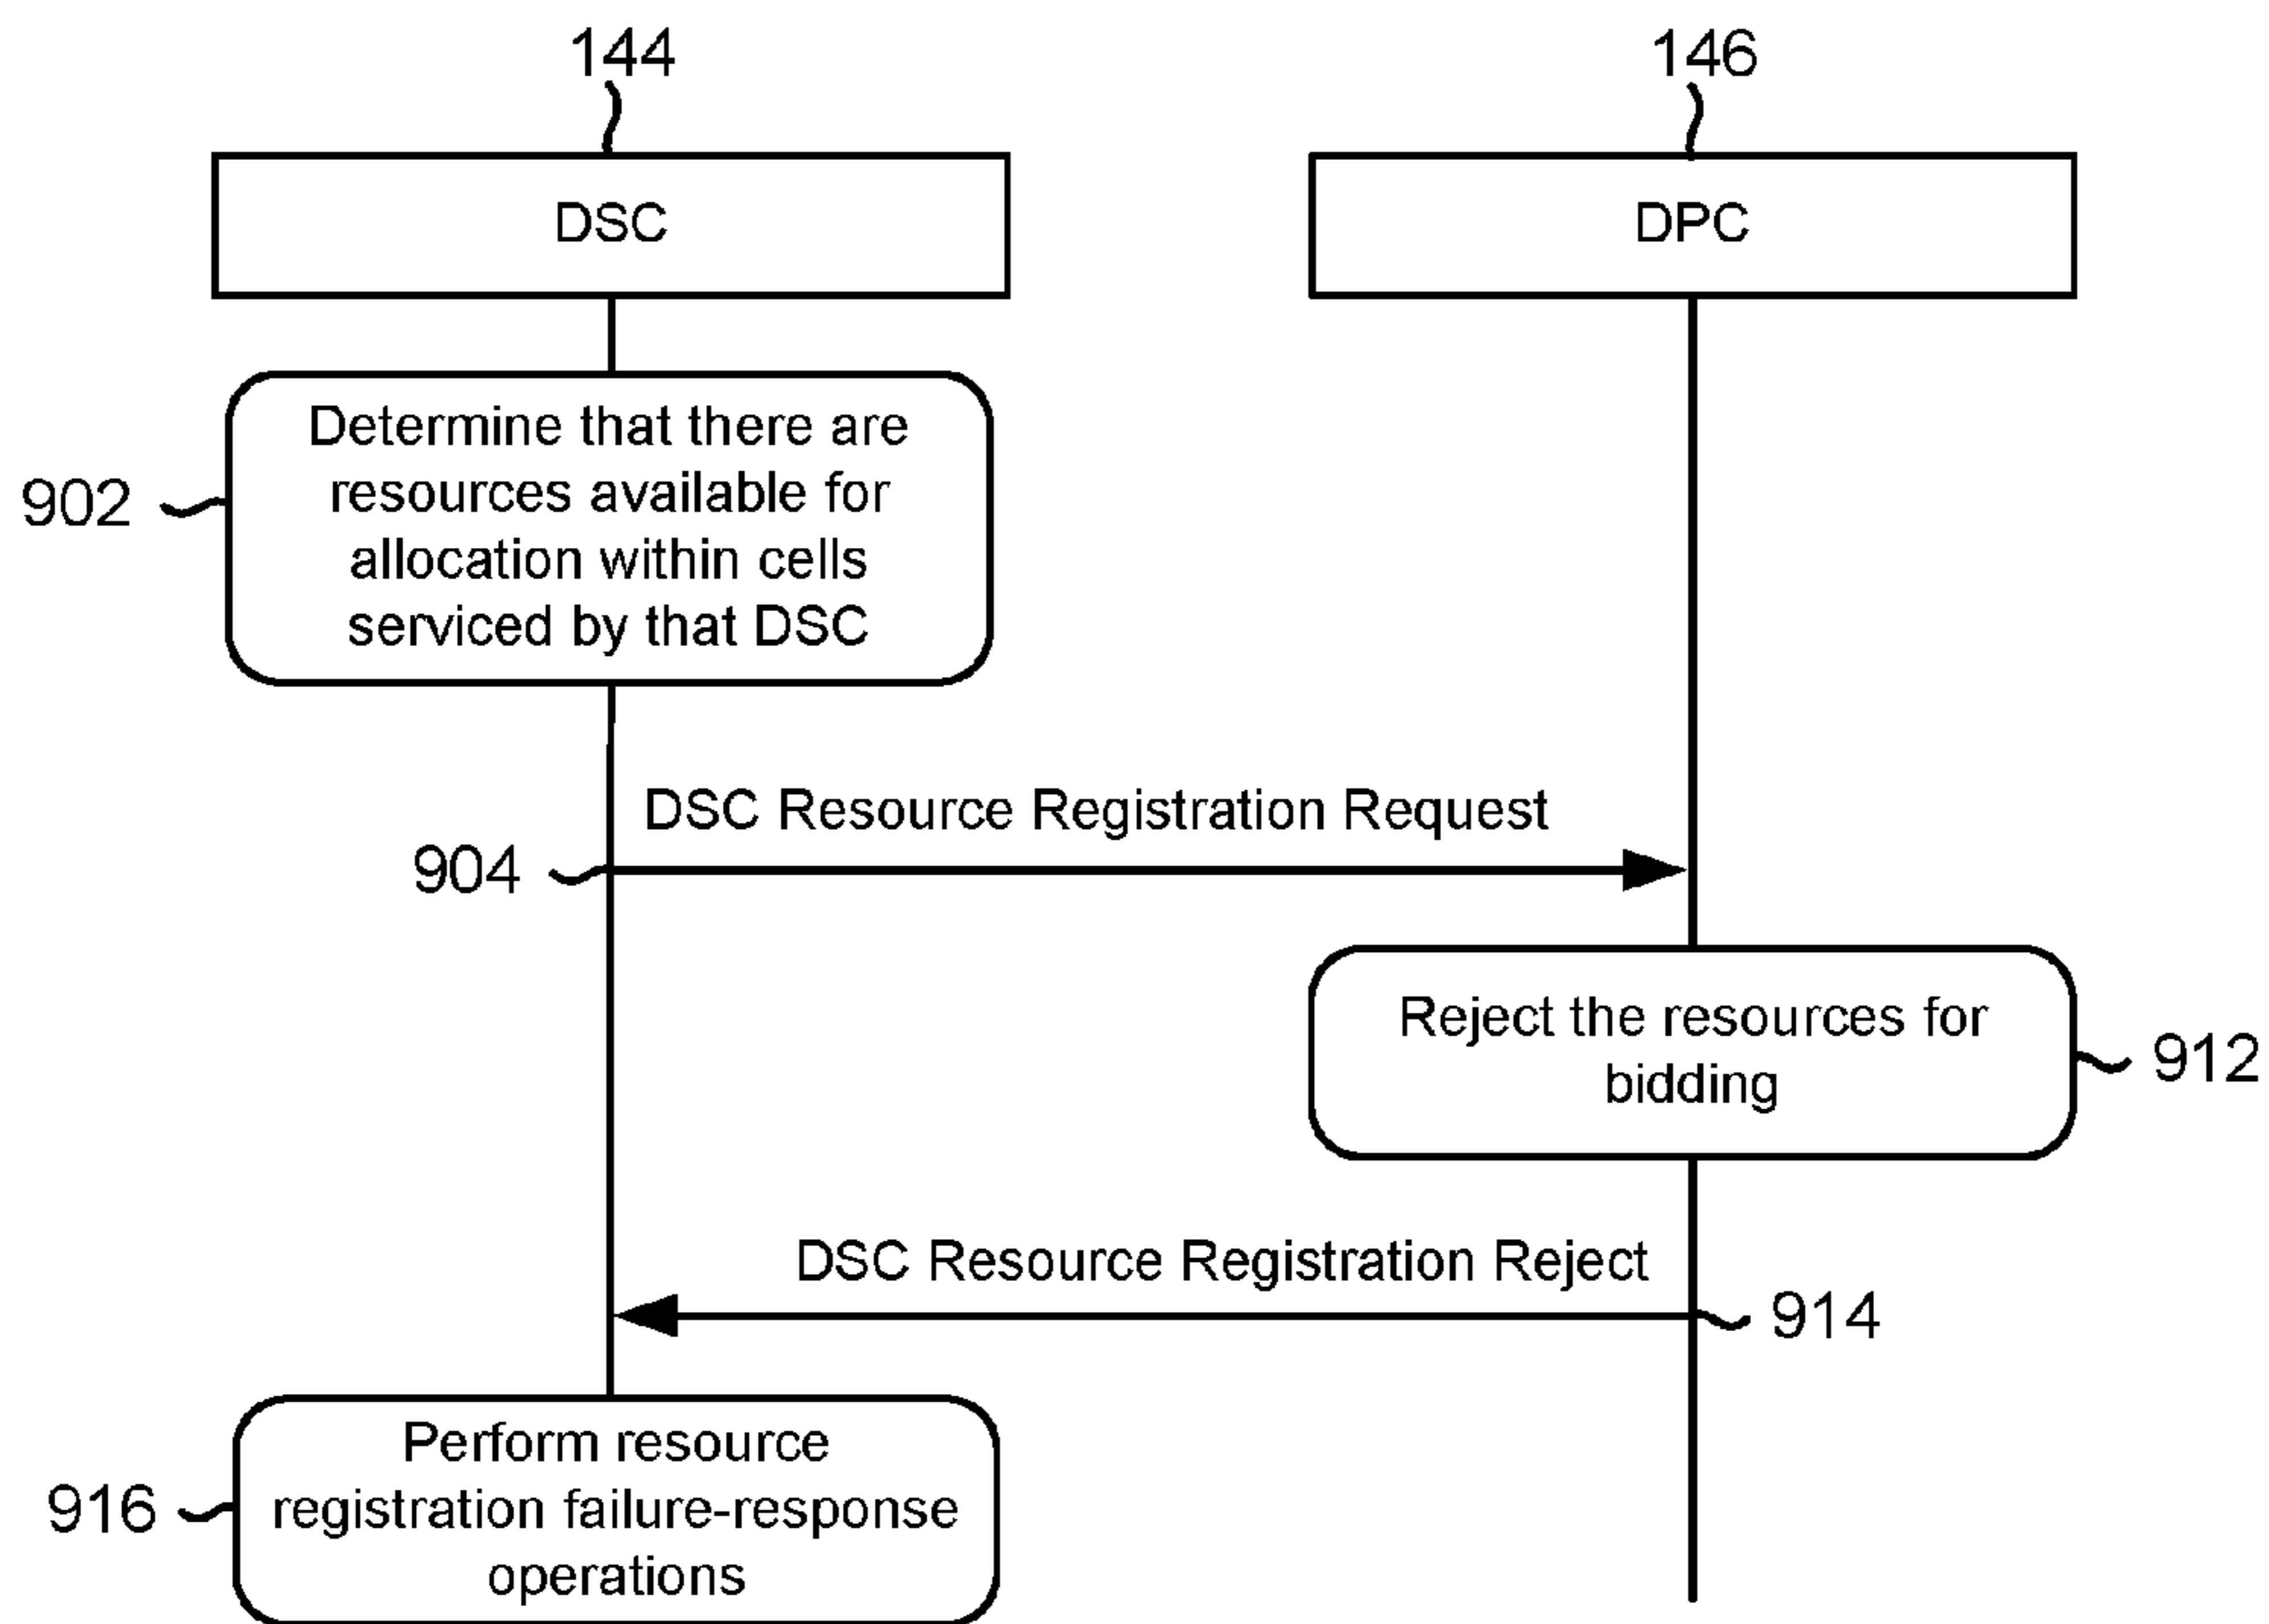 144
146
DSC
DPC
Determine that there are
resources available for
allocation within cells
serviced by that DSC
902
DSC Resource Registration Request
904
Reject the resources for
bidding
912
DSC Resource Registration Reject
914
Perform resource
registration failure-response
operations
916